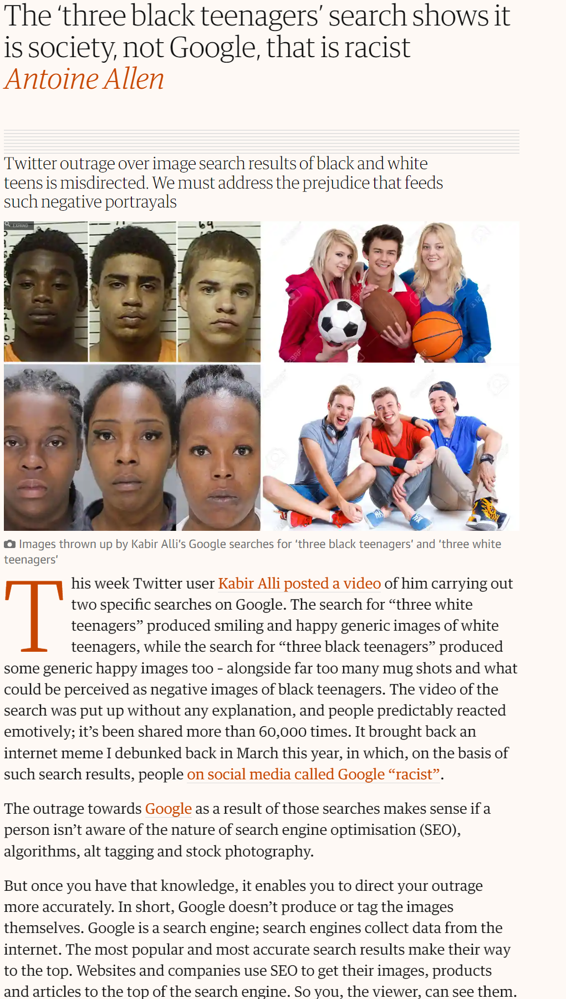 The ‘three black teenagers’ search shows it
is society, not Google, that is racist
Antoine Allen
Twitter outrage over image search results of black and white
teens is misdirected. We must address the prejudice that feeds
such negative portrayals
EXPAND
69
Images thrown up by Kabir Alli’s Google searches for ‘three black teenagers’ and ‘three white
teenagers’
This week Twitter user Kabir Alli posted a video of him carrying out
two specific searches on Google. The search for “three white
teenagers” produced smiling and happy generic images of white
teenagers, while the search for “three black teenagers” produced
some generic happy images too – alongside far too many mug shots and what
could be perceived as negative images of black teenagers. The video of the
search was put up without any explanation, and people predictably reacted
emotively; it’s been shared more than 60,000 times. It brought back an
internet meme I debunked back in March this year, in which, on the basis of
such search results, people on social media called Google “racist”.
The outrage towards Google as a result of those searches makes sense if a
person isn’t aware of the nature of search engine optimisation (SEO),
algorithms, alt tagging and stock photography.
But once you have that knowledge, it enables you to direct your outrage
more accurately. In short, Google doesn’t produce or tag the images
themselves. Google is a search engine; search engines collect data from the
internet. The most popular and most accurate search results make their way
to the top. Websites and companies use SEO to get their images, products
and articles to the top of the search engine. So you, the viewer, can see them.